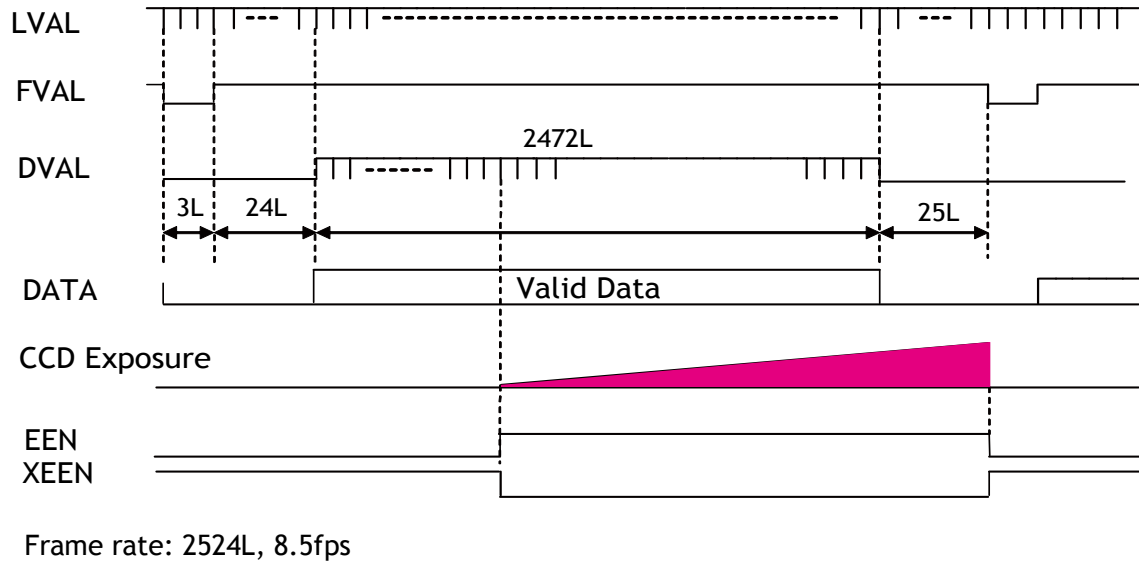 LVAL
FVAL
2472L
DVAL
3L 24L 25L
DATA Valid Data
CCD Exposure
EEN
XEEN
Frame rate: 2524L, 8.5fps